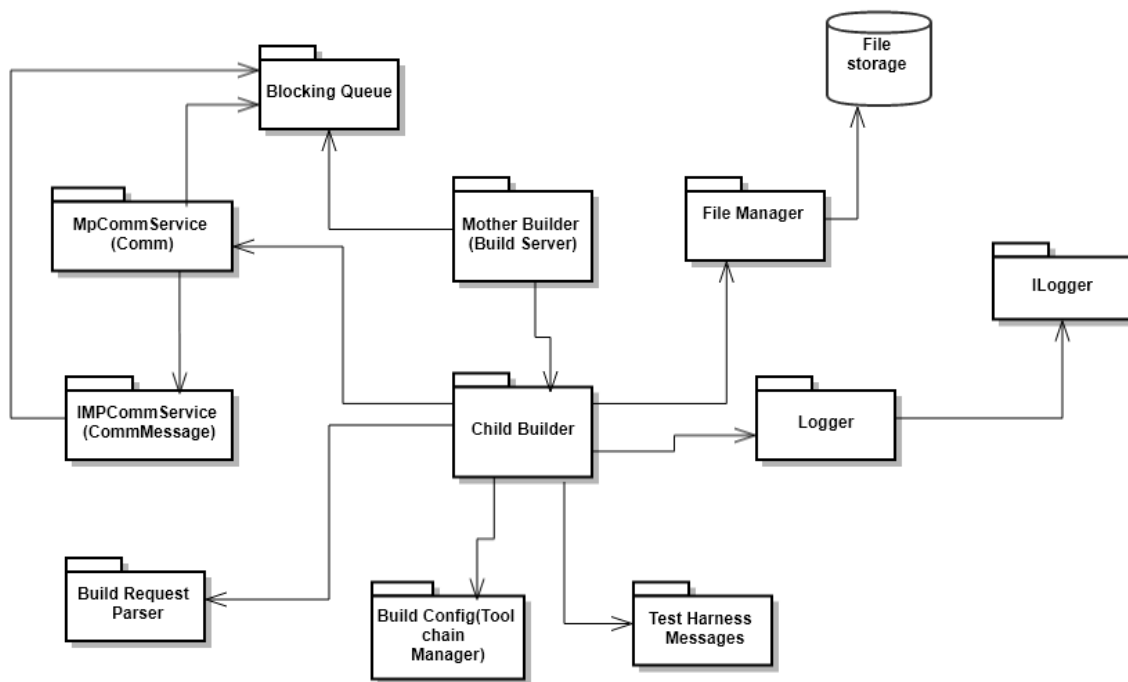 File
storage
Blocking Queue
MpCommService
(Comm)
Mother Builder
(Build Server)
File Manager
ILogger
IMPCommService
(CommMessage)
Child Builder
Logger
Build Request
Parser
Build Config(Tool
chain
Manager)
Test Harness
Messages